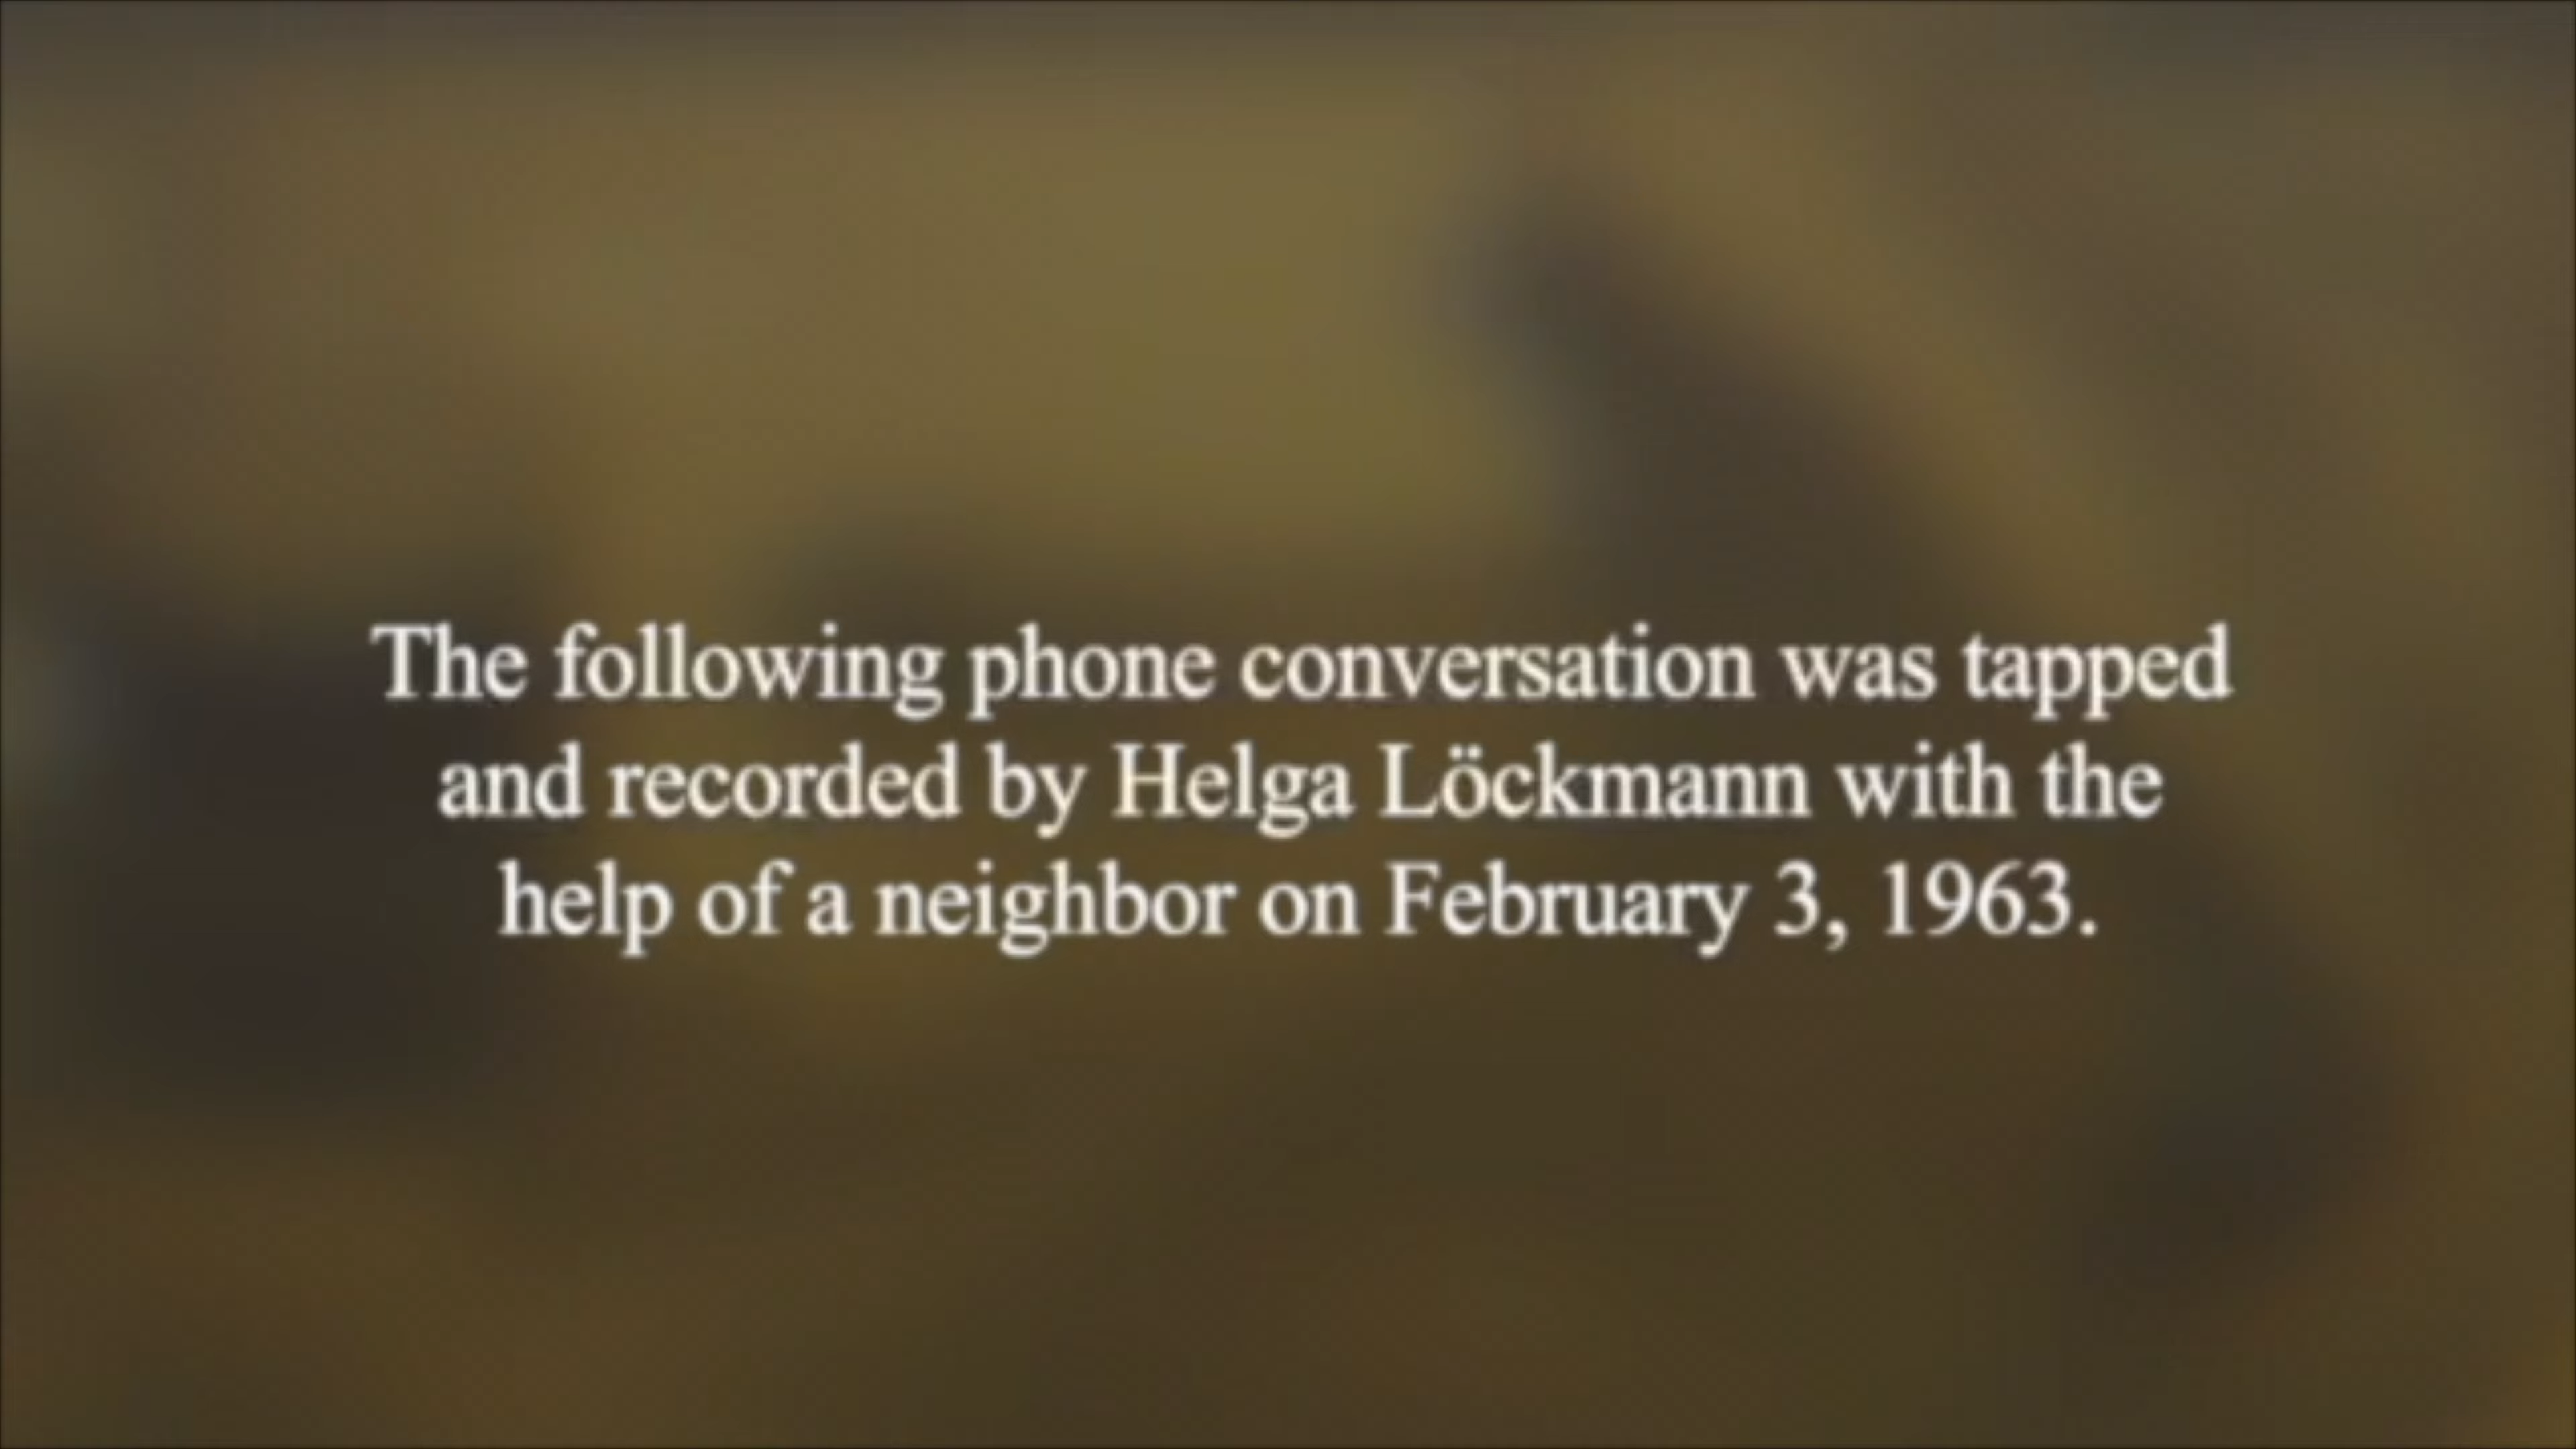 The following phone conversation was tapped
and recorded by Helga Löckmann with the
help of a neighbor on February 3, 1963.